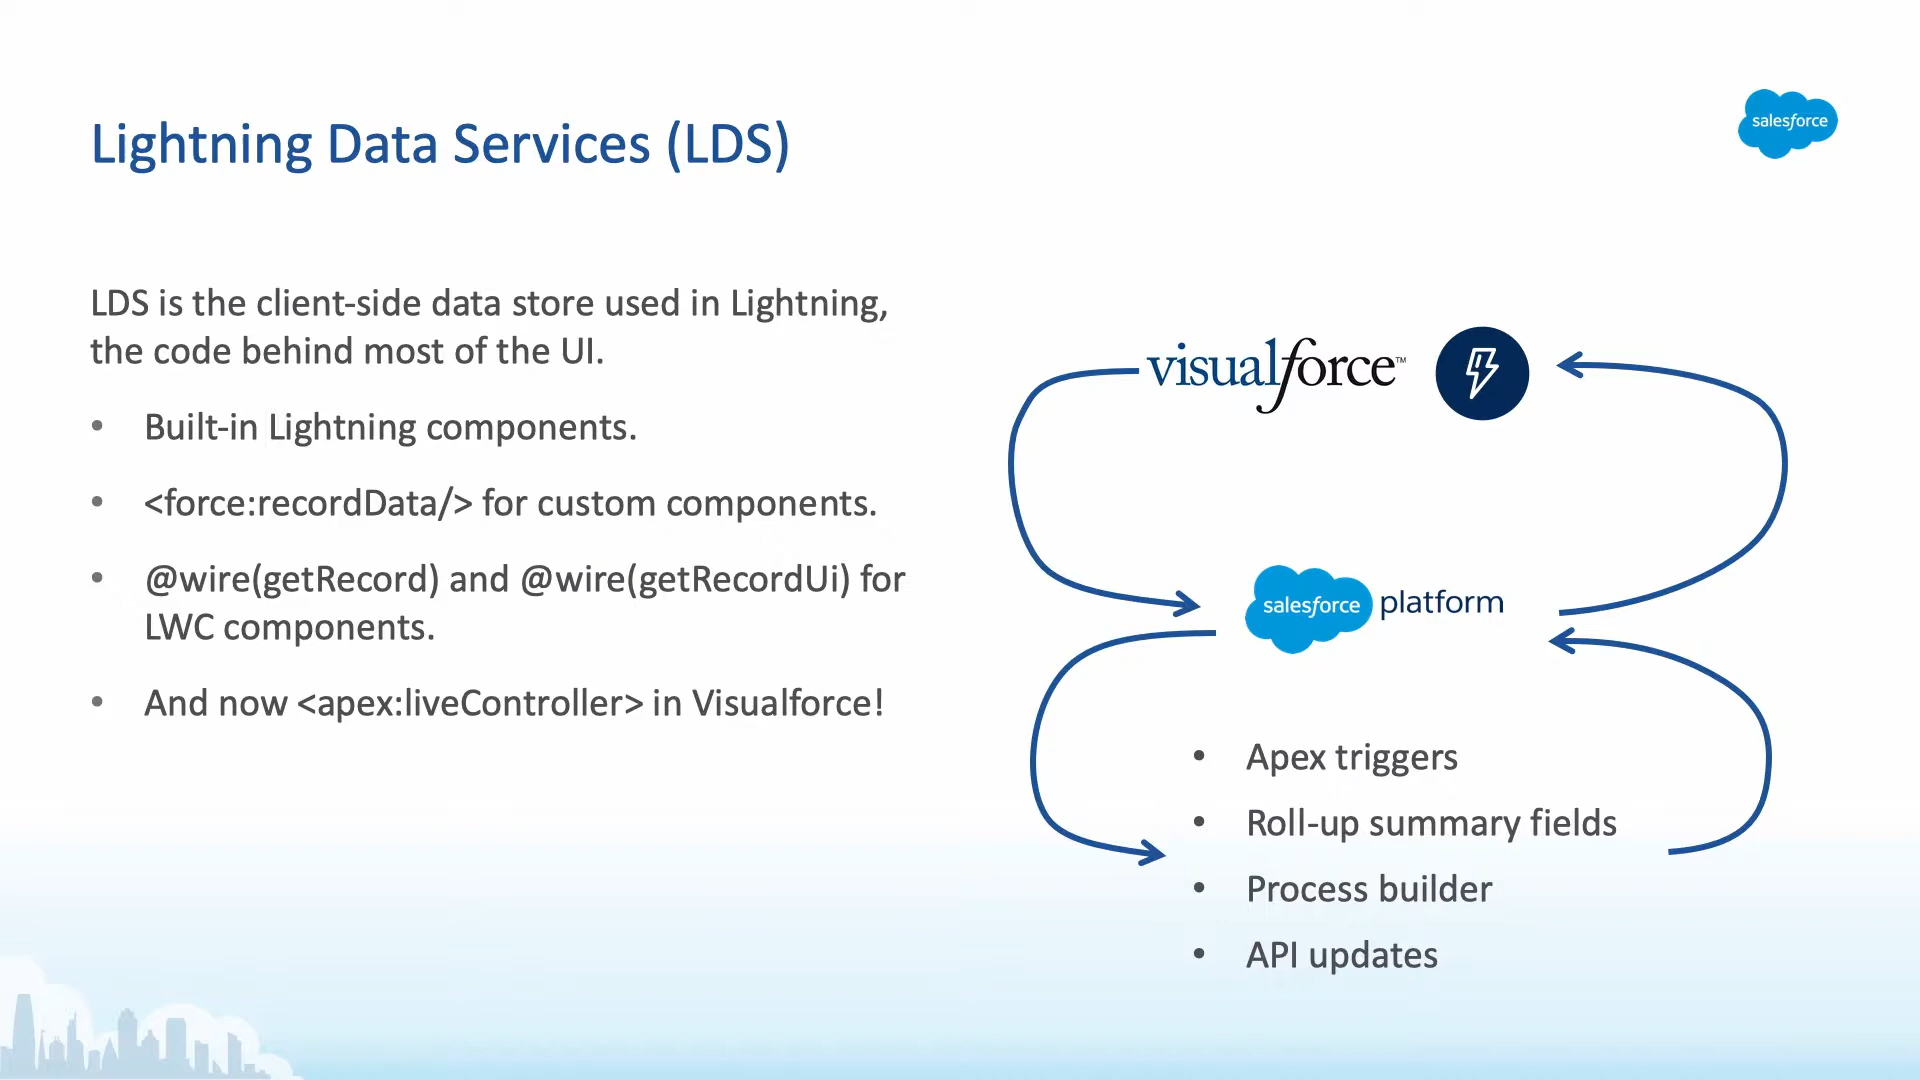 salesforce
Lightning Data Services (LDS)
LDS is the client-side data store used in Lightning,
the code behind most of the UI.
• Built-in Lightning components.
• <force:recordData/> for custom components.
• @wire(getRecord) and @wire(getRecordUi) for
LWC components.
• And now <apex:liveController> in Visualforce!
visualforce™
salesforce platform
• Apex triggers
• Roll-up summary fields
• Process builder
• API updates